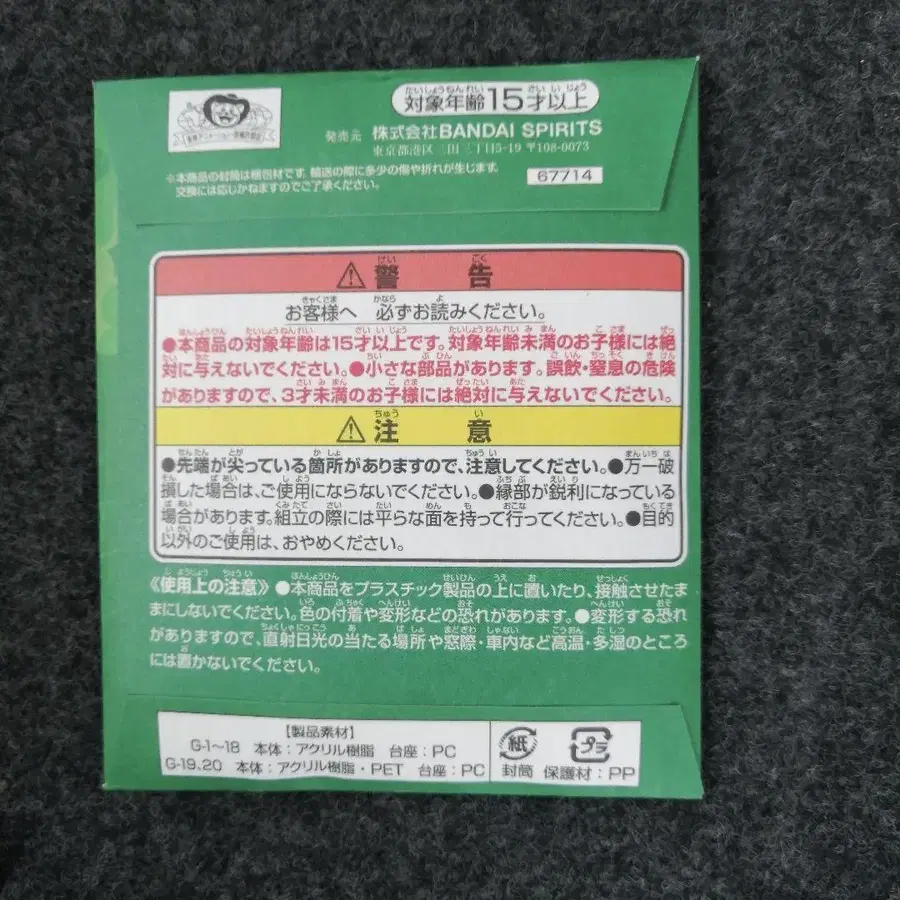 対象年齢15才以上
発売元 株式会社BANDAI SPIRITS
東京都港区三田三丁目5-19 〒108-0073
※本商品の封筒は梱包材です。輸送の際に多少の傷や折れが生じます。
交換には応じかねますのでご了承ください。
67714
警告
お客様へ 必ずお読みください。
●本商品の対象年齢は15才以上です。対象年齢未満のお子様には絶
対に与えないでください。●小さな部品があります。誤飲・窒息の危険
がありますので、3才未満のお子様には絶対に与えないでください。
注意
●先端が尖っている箇所がありますので、注意してください。●万一破
損した場合は、ご使用にならないでください。●縁部が鋭利になっている
場合があります。組立の際には平らな面を持って行ってください。●目的
以外のご使用は、おやめください。
《使用上の注意》●本商品をプラスチック製品の上に置いたり、接触させたま
まにしないでください。色の付着や変形などの恐れがあります。●変形する恐れ
がありますので、直射日光の当たる場所や窓際・車内など高温・多湿のところ
には置かないでください。
【製品素材】
G-1〜18 本体:アクリル樹脂 台座:PC
G-19、20 本体:アクリル樹脂・PET 台座:PC
紙
封筒
プラ
保護材:PP